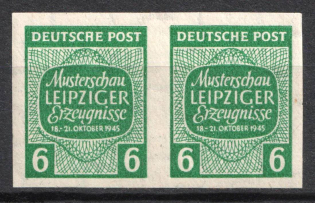 DEUTSCHE POST
Musterschau
LEIPZIGER
Erzeugnisse
18.-21. OKTOBER 1945
6 6
DEUTSCHE POST
Musterschau
LEIPZIGER
Erzeugnisse
18.-21. OKTOBER 1945
6 6